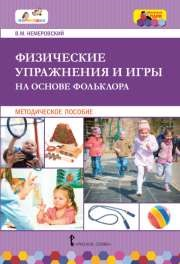 В.М. НЕМЕРОВСКИЙ
ФИЗИЧЕСКИЕ
УПРАЖНЕНИЯ И ИГРЫ
НА ОСНОВЕ ФОЛЬКЛОРА
МЕТОДИЧЕСКОЕ ПОСОБИЕ
РУССКОЕ СЛОВО